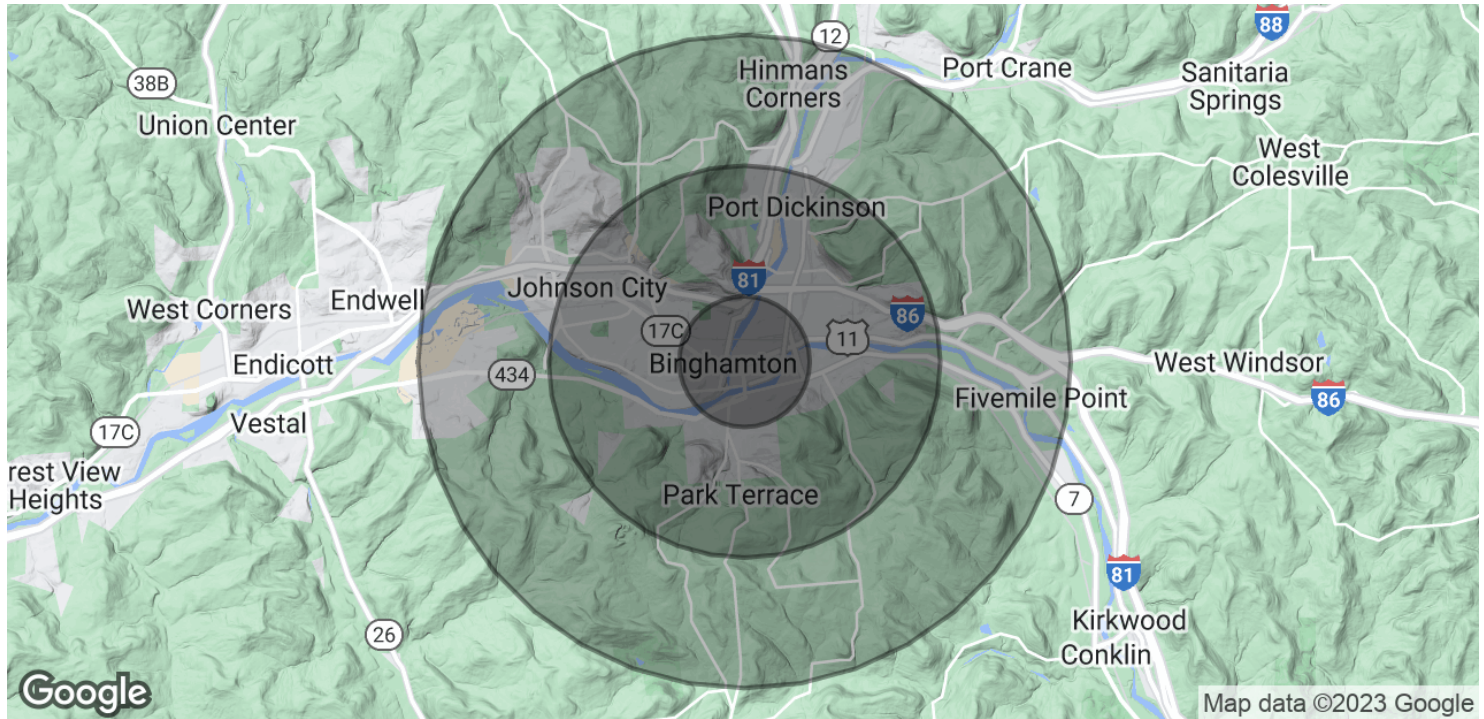 88
12
Hinmans
Corners
Port Crane
Sanitaria
Springs
38B
Union Center
West
Colesville
Port Dickinson
81
Johnson City
Endwell
West Corners
86
17C
11
Binghamton
Endicott
434
West Windsor
86
Fivemile Point
Vestal
17C
rest View
Heights
Park Terrace
7
81
Kirkwood
26
Conklin
Google
Map data ©2023 Google